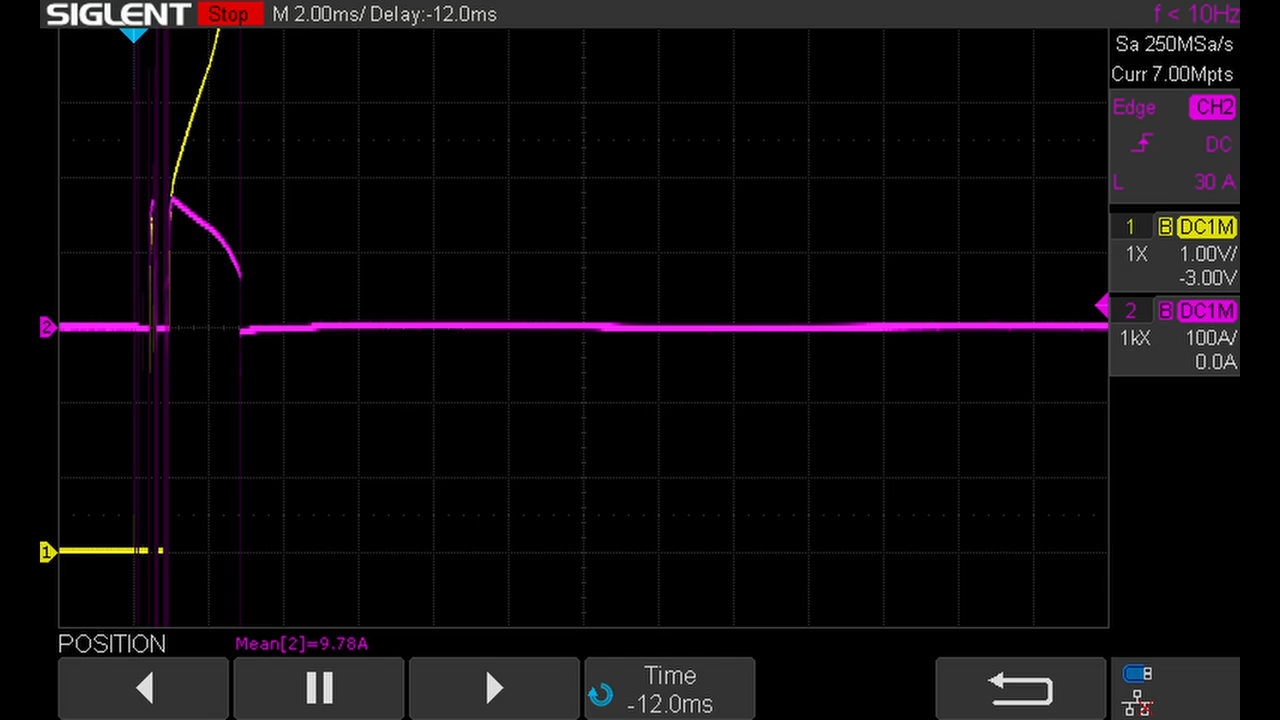 SIGLENT Stop M 2.00ms/ Delay:-12.0ms f < 10Hz
Sa 250MSa/s
Curr 7.00Mpts
Edge CH2
DC
L 30 A
1 B DC1M
1X 1.00V/
-3.00V
2 B DC1M
1kX 100A/
0.0A
2
1
POSITION Mean[2]=9.78A
Time
-12.0ms